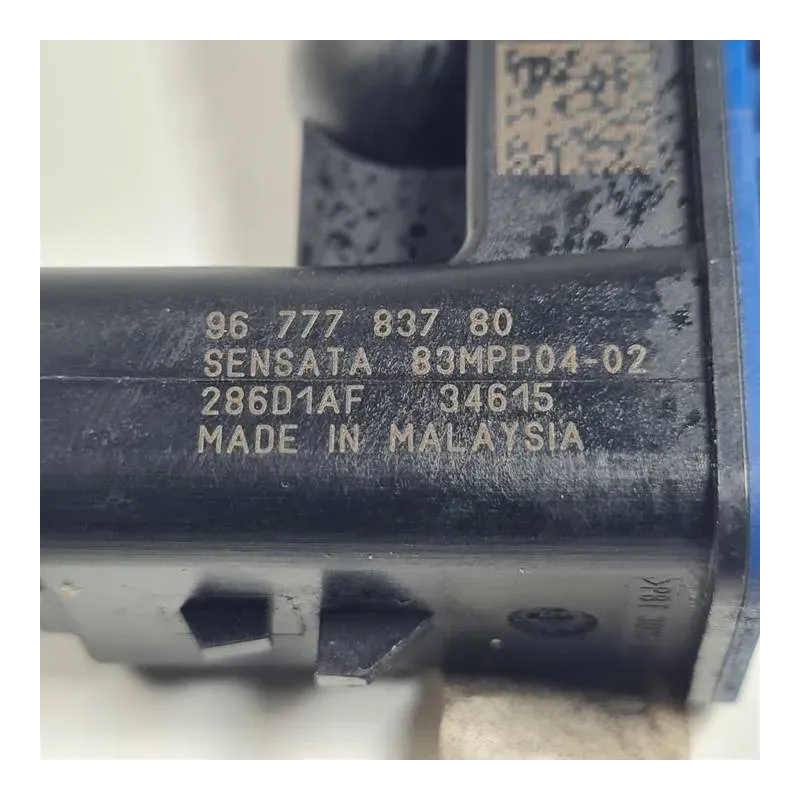 96 777 837 80
SENSATA 83MPP04-02
286D1AF 34615
MADE IN MALAYSIA